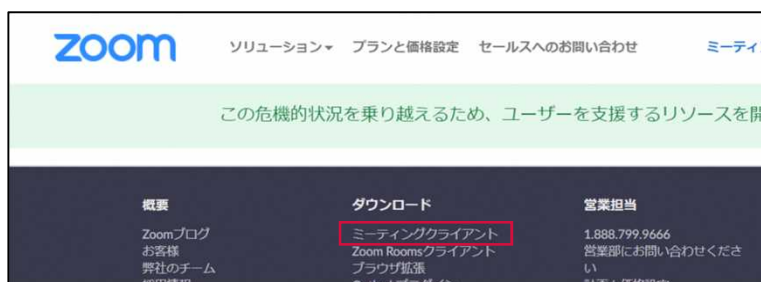 zoom ソリューション▾ プランと価格設定 セールスへのお問い合わせ ミーティ
この危機的状況を乗り越えるため、ユーザーを支援するリソースを開
概要 ダウンロード 営業担当
Zoomブログ ミーティングクライアント 1.888.799.9666
お客様 Zoom Roomsクライアント 営業部にお問い合わせくださ
弊社のチーム ブラウザ拡張 い